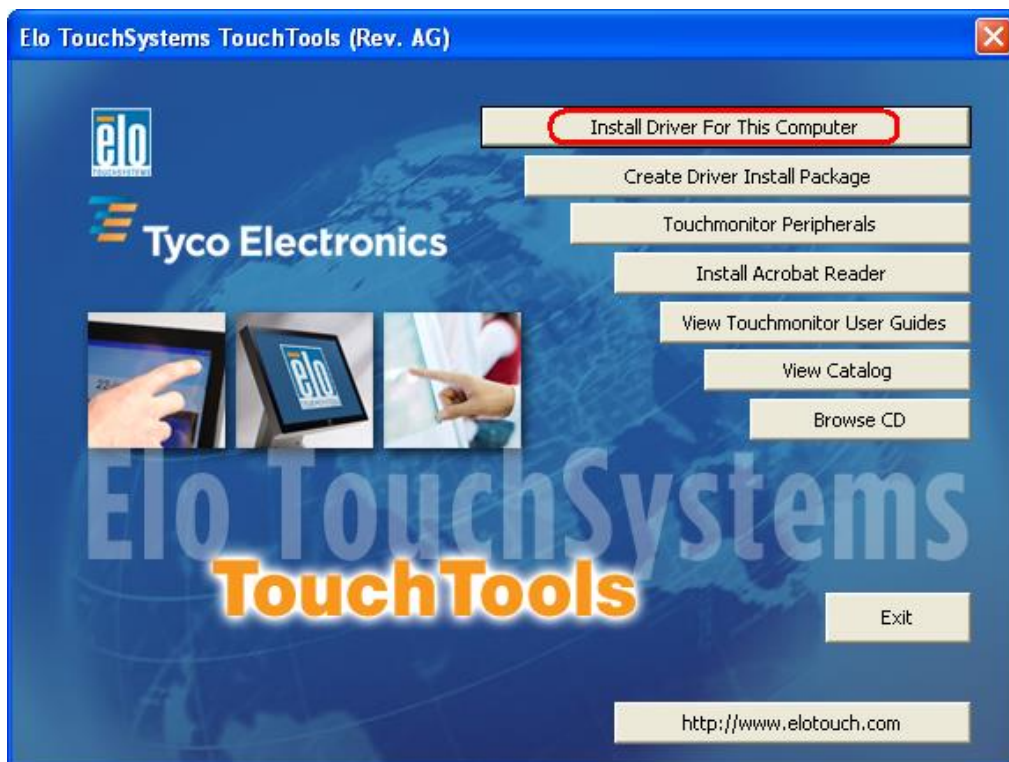 Elo TouchSystems TouchTools (Rev. AG)
elo
TOUCHSYSTEMS
Tyco Electronics
Install Driver For This Computer
Create Driver Install Package
Touchmonitor Peripherals
Install Acrobat Reader
View Touchmonitor User Guides
View Catalog
Browse CD
elo
Elo TouchSystems
TouchTools
Exit
http://www.elotouch.com